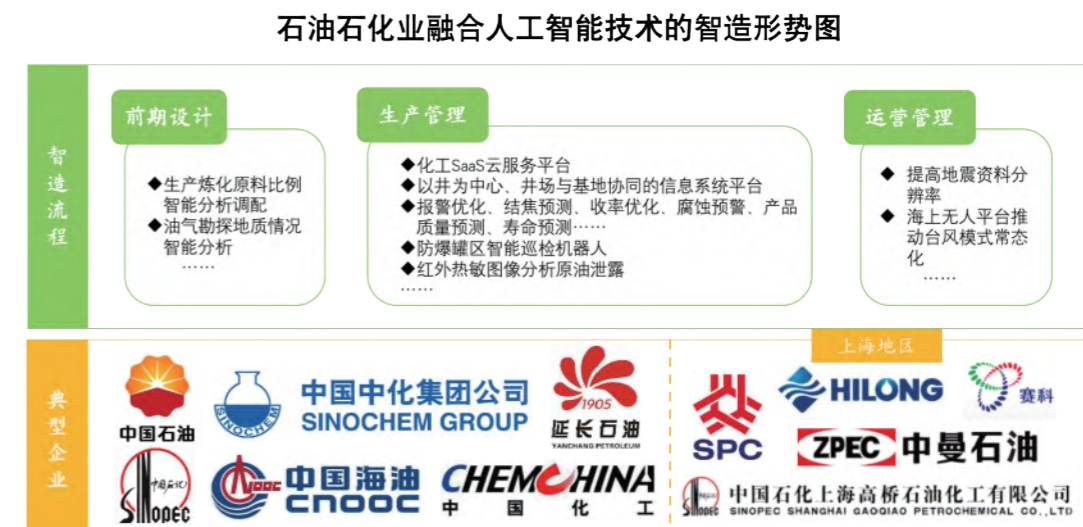 石油石化业融合人工智能技术的智造形势图
智造流程
前期设计
◆生产炼化原料比例
智能分析调配
◆油气勘探地质情况
智能分析
……
生产管理
◆化工SaaS云服务平台
◆以井为中心、井场与基地协同的信息系统平台
◆报警优化、结焦预测、收率优化、腐蚀预警、产品
质量预测、寿命预测……
◆防爆罐区智能巡检机器人
◆红外热敏图像分析原油泄露
……
运营管理
◆ 提高地震资料分
辨率
◆ 海上无人平台推
动台风模式常态
化
……
典型企业
中国石油
SINOCHEM
中国中化集团公司
SINOCHEM GROUP
1905
延长石油
YANCHANG PETROLEUM
中国石化
SINOPEC
CNOOC
中国海油
CNOOC
CHEMCHINA
中国化工
上海地区
SPC
HILONG
赛科
ZPEC 中曼石油
中国石化
SINOPEC
中国石化上海高桥石油化工有限公司
SINOPEC SHANGHAI GAOQIAO PETROCHEMICAL CO.,LTD